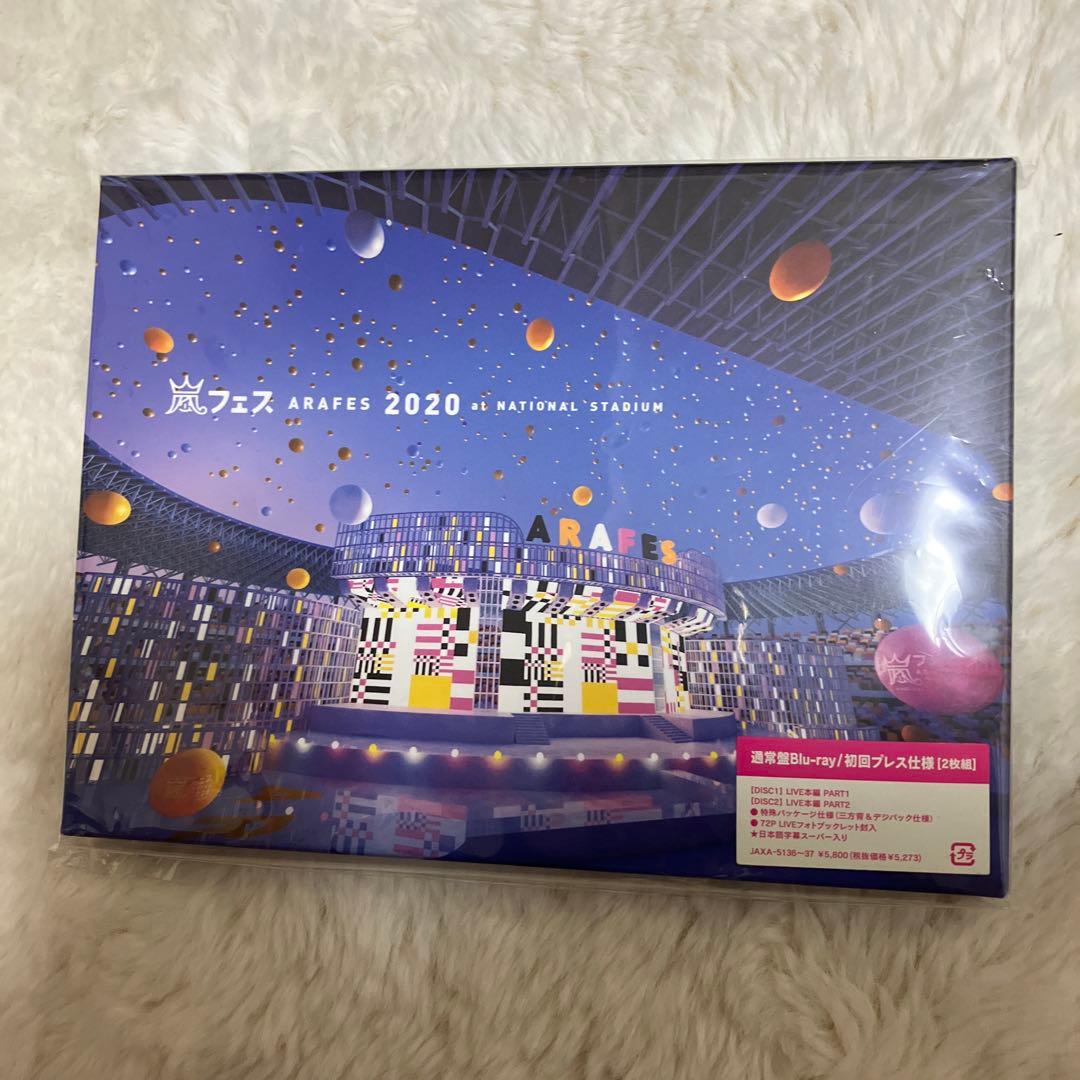 嵐フェス ARAFES 2020 at NATIONAL STADIUM
ARAFES
嵐フ
通常盤Blu-ray/初回プレス仕様[2枚組]
【DISC1】LIVE本編 PART1
【DISC2】LIVE本編 PART2
●特殊パッケージ仕様(三方背&デジパック仕様)
●72P LIVEフォトブックレット封入
★日本語字幕スーパー入り
JAXA-5136~37 ¥5,800(税抜価格¥5,273)
プラ